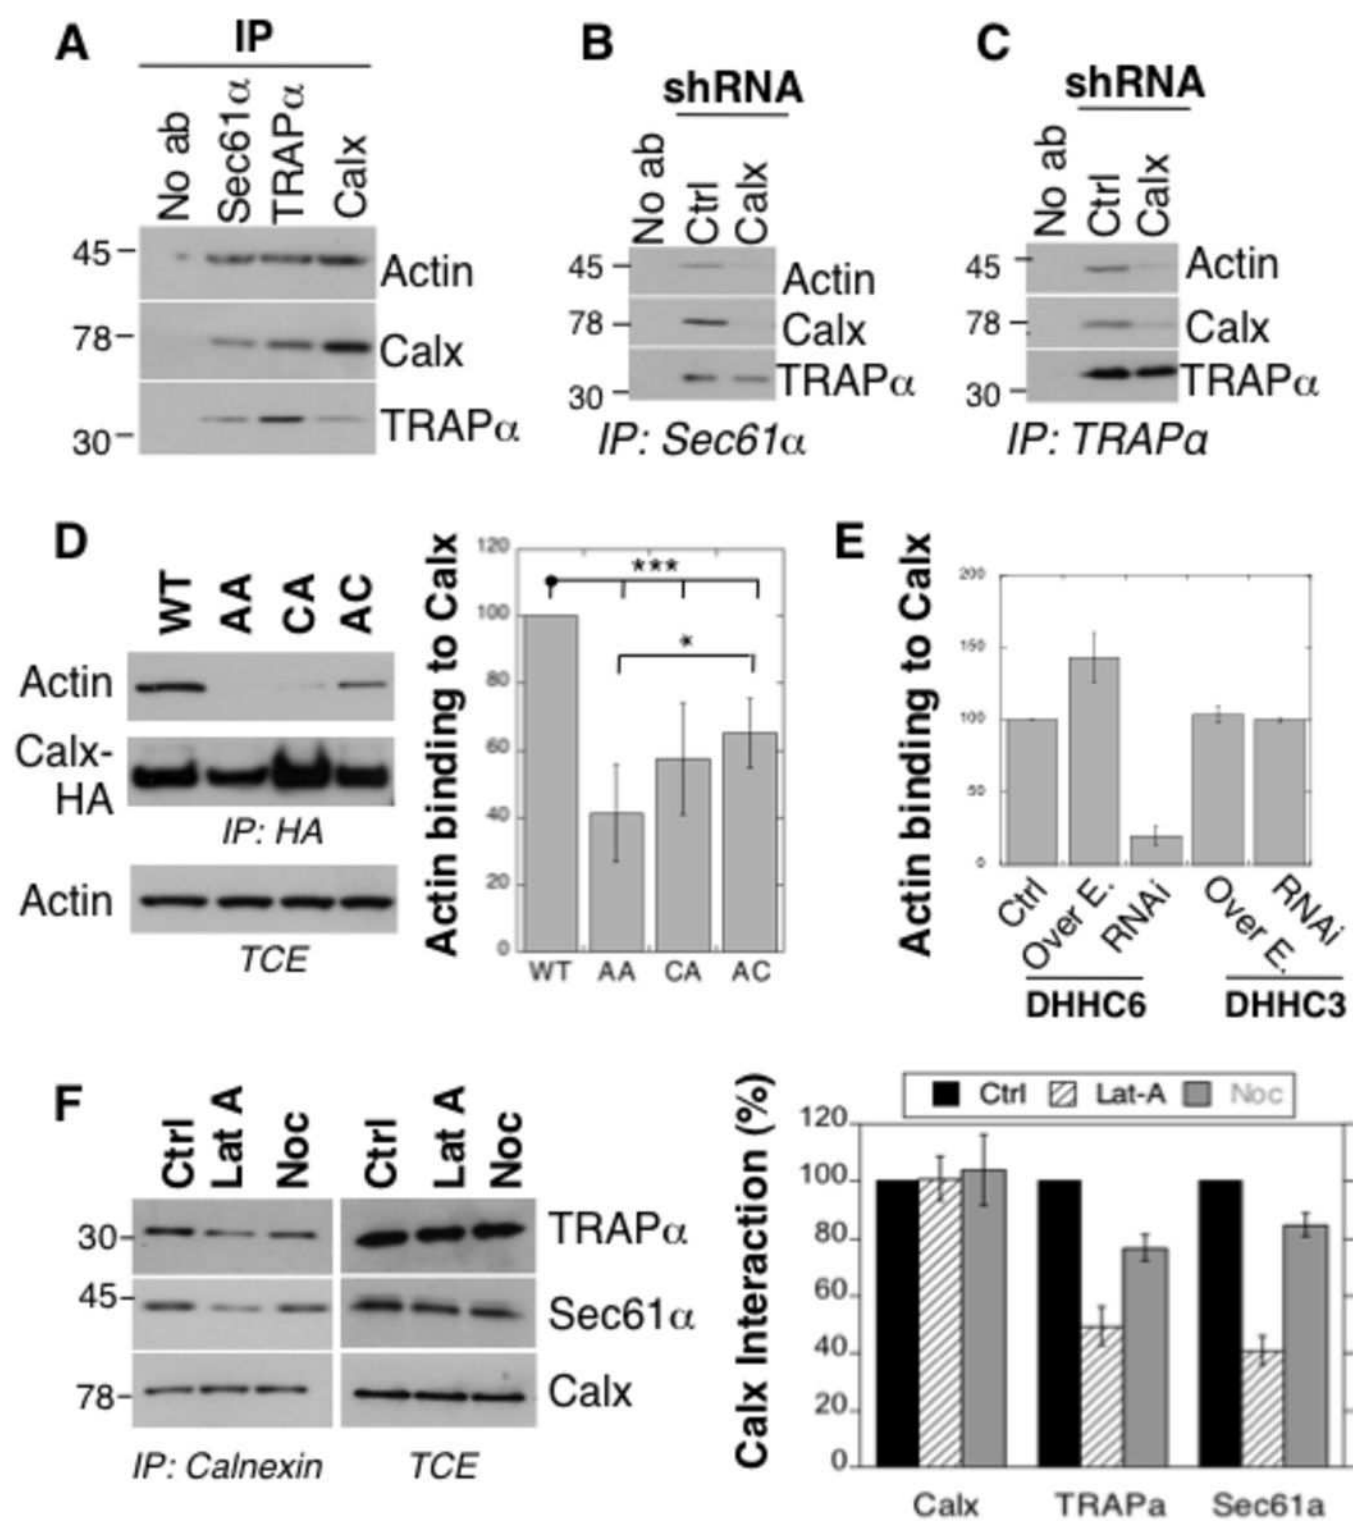 A
IP
No ab
Sec61α
TRAPα
Calx
45
Actin
78
Calx
30
TRAPα
B
shRNA
No ab
Ctrl
Calx
45
Actin
78
Calx
30
TRAPα
IP: Sec61α
C
shRNA
No ab
Ctrl
Calx
45
Actin
78
Calx
30
TRAPα
IP: TRAPα
D
WT
AA
CA
AC
Actin
Calx-
HA
IP: HA
Actin
TCE
Actin binding to Calx
120
100
80
60
40
20
0
***
*
WT AA CA AC
E
Actin binding to Calx
200
150
100
50
0
Ctrl
Over E.
RNAi
Over E.
RNAi
DHHC6
DHHC3
F
Ctrl
Lat A
Noc
Ctrl
Lat A
Noc
30
TRAPα
45
Sec61α
78
Calx
IP: Calnexin
TCE
Calx Interaction (%)
Ctrl Lat-A Noc
120
100
80
60
40
20
0
Calx TRAPa Sec61a